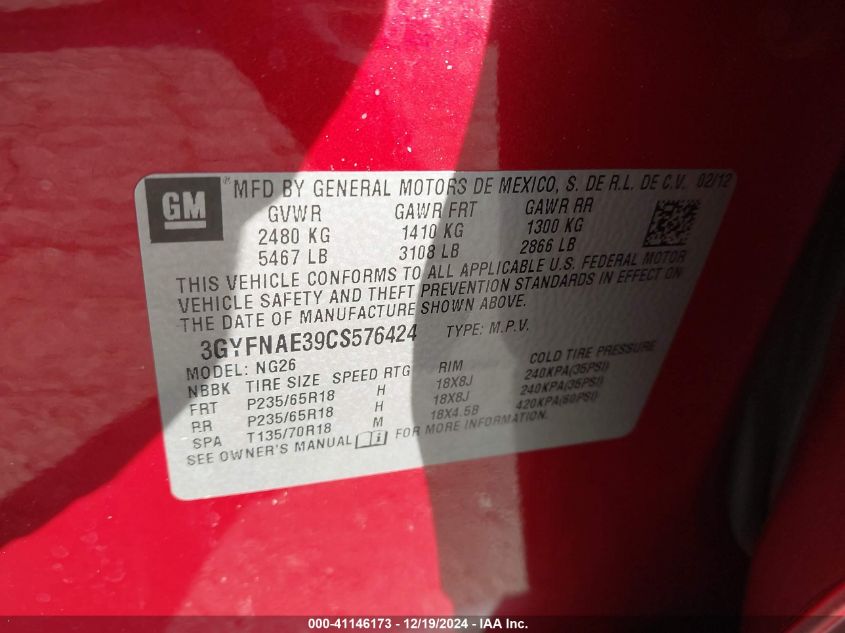 GM
MFD BY GENERAL MOTORS DE MEXICO, S. DE R.L. DE C.V. 02/12
GVWR GAWR FRT GAWR RR
2480 KG 1410 KG 1300 KG
5467 LB 3108 LB 2866 LB
THIS VEHICLE CONFORMS TO ALL APPLICABLE U.S. FEDERAL MOTOR
VEHICLE SAFETY AND THEFT PREVENTION STANDARDS IN EFFECT ON
THE DATE OF MANUFACTURE SHOWN ABOVE.
3GYFNAE39CS576424 TYPE: M.P.V.
MODEL: NG26
NBBK TIRE SIZE SPEED RTG RIM COLD TIRE PRESSURE
FRT P235/65R18 H 18X8J 240KPA(35PSI)
RR P235/65R18 H 18X8J 240KPA(35PSI)
SPA T135/70R18 M 18X4.5B 420KPA(60PSI)
SEE OWNER'S MANUAL FOR MORE INFORMATION.
000-41146173 - 12/19/2024 - IAA Inc.